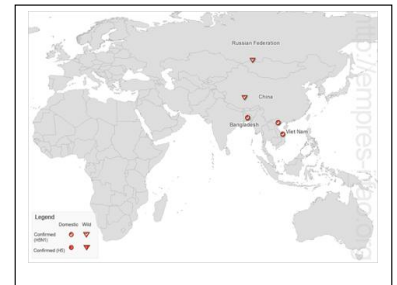 Russian Federation
China
Bangladesh
Viet Nam
Legend
Domestic Wild
Confirmed
(H5N1)
Confirmed (H5)